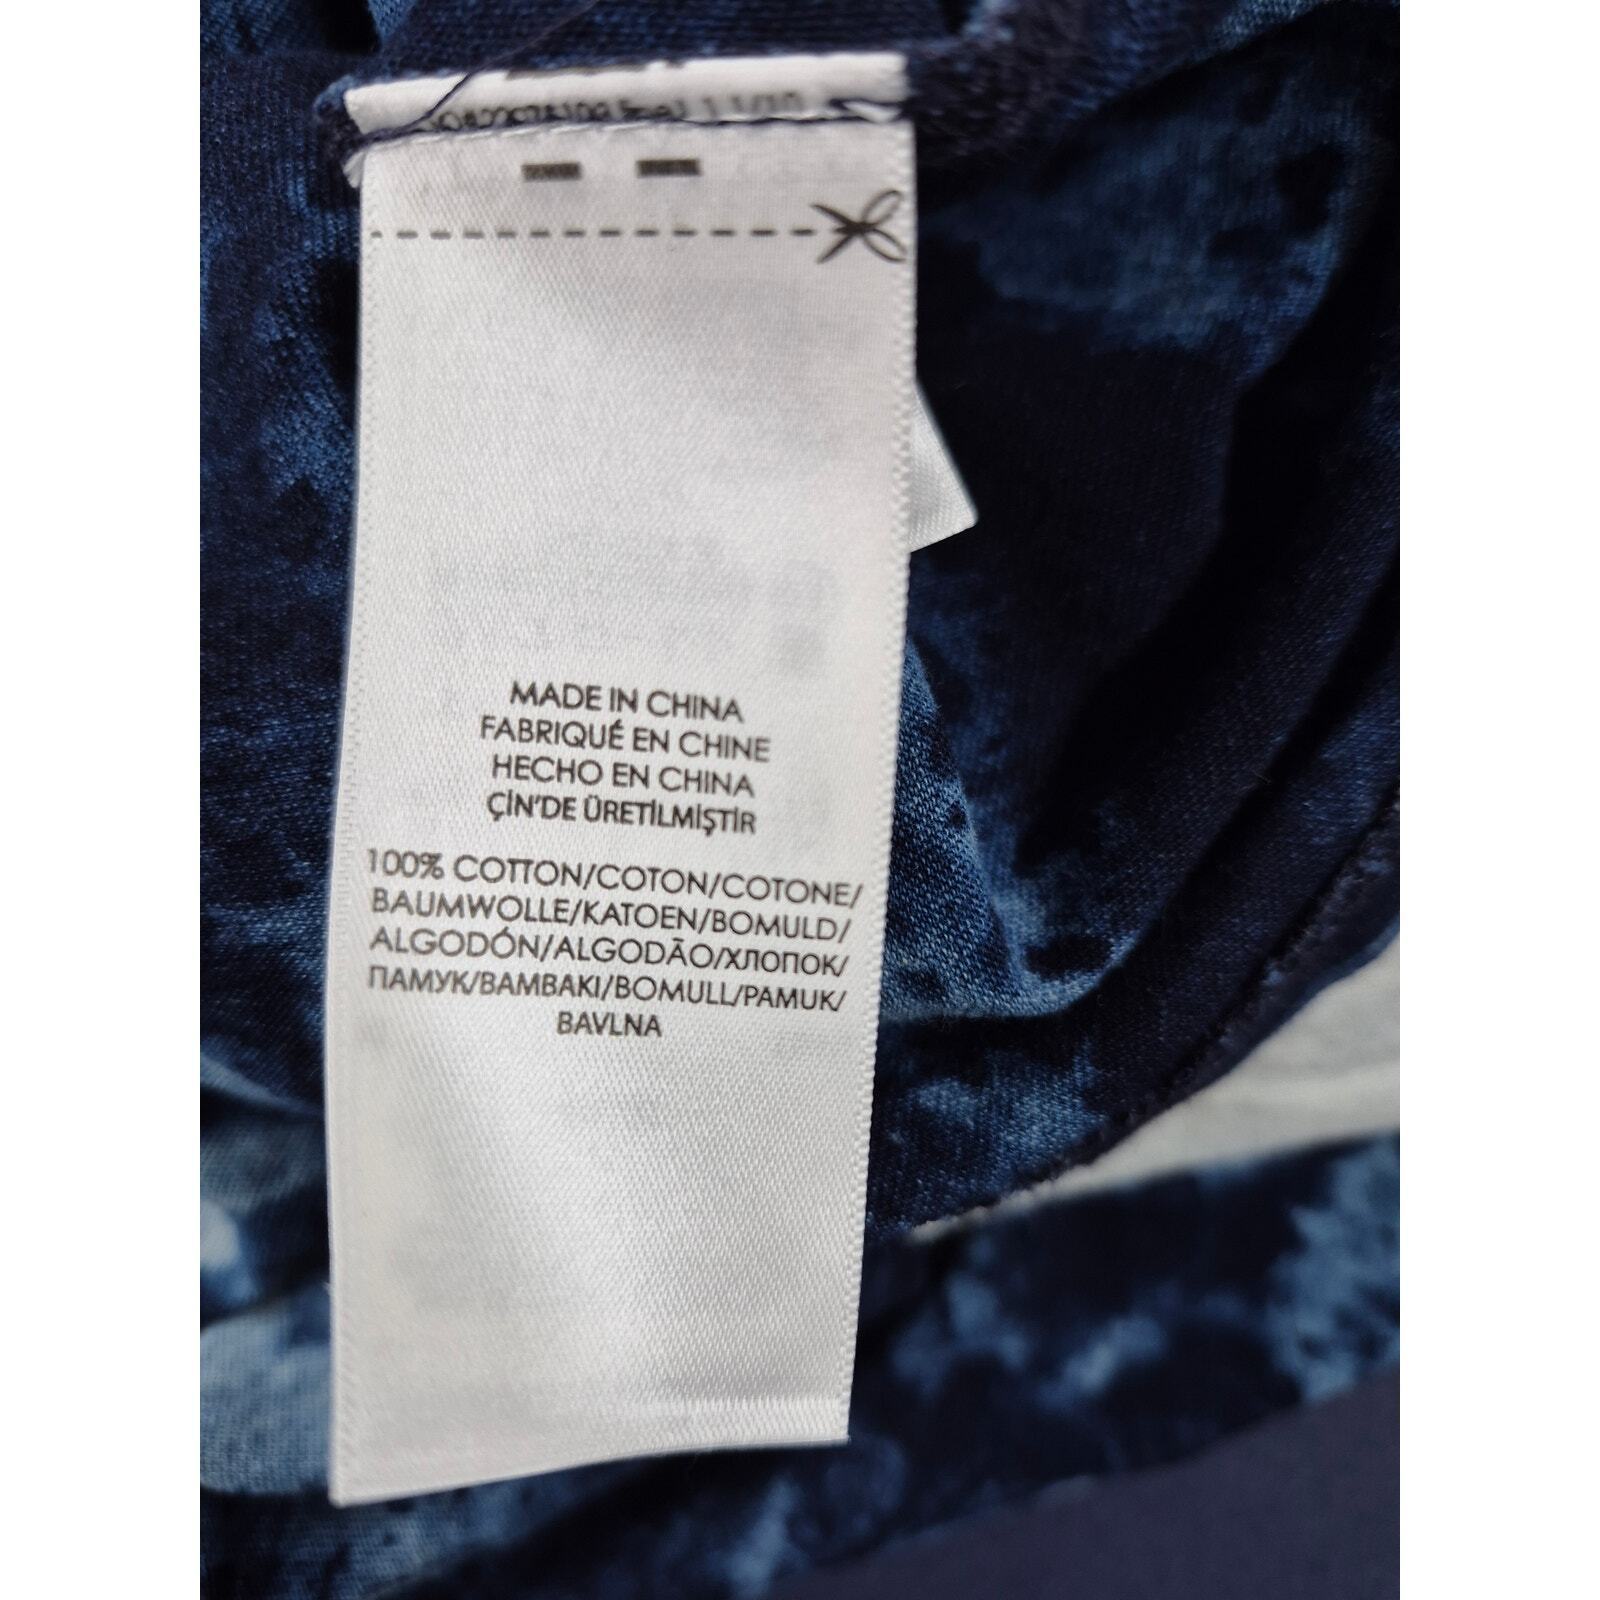 MADE IN CHINA
FABRIQUÉ EN CHINE
HECHO EN CHINA
ÇİN'DE ÜRETİLMİŞTİR
100% COTTON/COTON/COTONE/
BAUMWOLLE/KATOEN/BOMULD/
ALGODÓN/ALGODÃO/ХЛОПОК/
ПАМУК/BAMBAKI/BOMULL/PAMUK/
BAVLNA